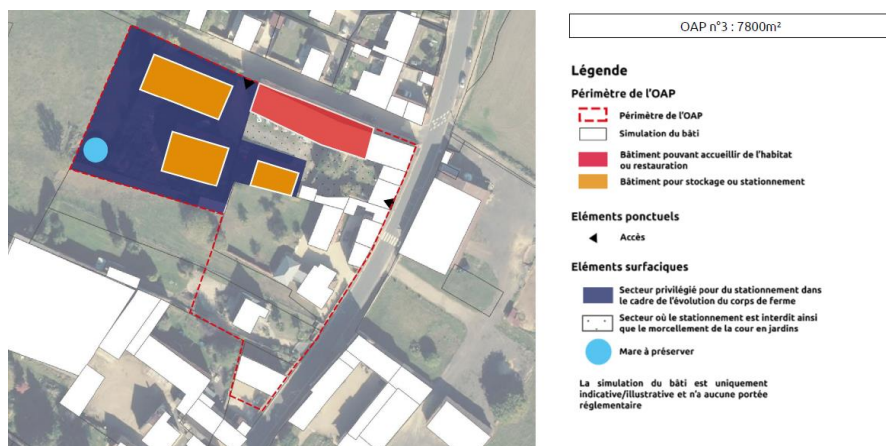 OAP n°3 : 7800m²
Légende
Périmètre de l'OAP
Périmètre de l'OAP
Simulation du bâti
Bâtiment pouvant accueillir de l'habitat
ou restauration
Bâtiment pour stockage ou stationnement
Eléments ponctuels
Accès
Eléments surfaciques
Secteur privilégié pour du stationnement dans
le cadre de l'évolution du corps de ferme
Secteur où le stationnement est interdit ainsi
que le morcellement de la cour en jardins
Mare à préserver
La simulation du bâti est uniquement
indicative/illustrative et n'a aucune portée
réglementaire